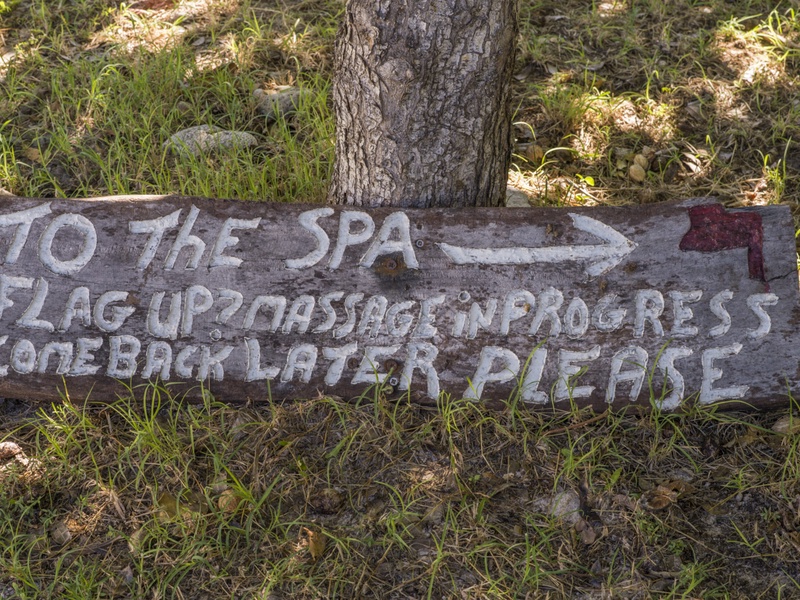 TO ThE SPA
FLAG UP? MASSAGE iN PROGRESS
COME BACK LATER PLEASE